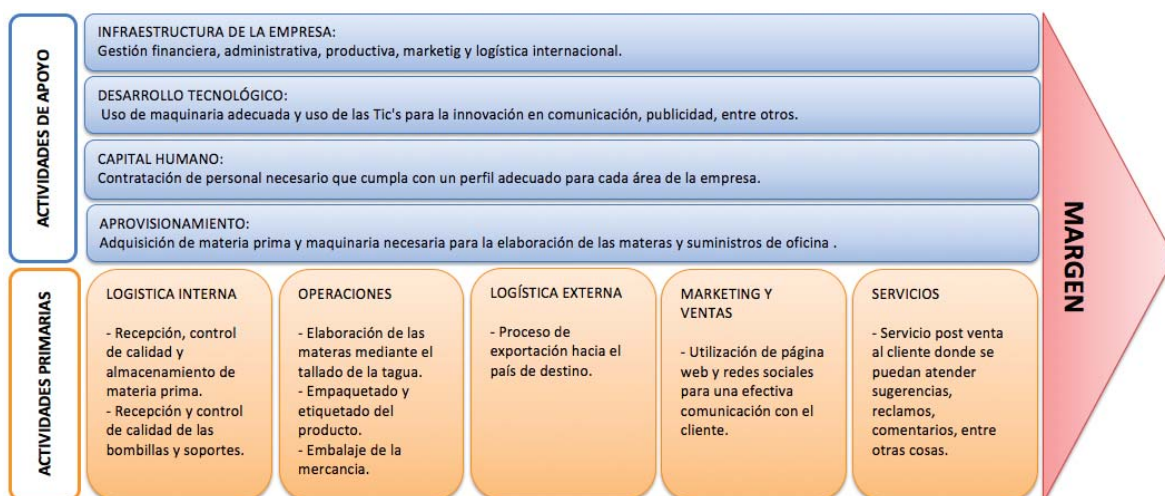 ACTIVIDADES DE APOYO
INFRAESTRUCTURA DE LA EMPRESA:
Gestión financiera, administrativa, productiva, marketig y logística internacional.
DESARROLLO TECNOLÓGICO:
Uso de maquinaria adecuada y uso de las Tic's para la innovación en comunicación, publicidad, entre otros.
CAPITAL HUMANO:
Contratación de personal necesario que cumpla con un perfil adecuado para cada área de la empresa.
APROVISIONAMIENTO:
Adquisición de materia prima y maquinaria necesaria para la elaboración de las materas y suministros de oficina .
ACTIVIDADES PRIMARIAS
LOGISTICA INTERNA
- Recepción, control
de calidad y
almacenamiento de
materia prima.
- Recepción y control
de calidad de las
bombillas y soportes.
OPERACIONES
- Elaboración de las
materas mediante el
tallado de la tagua.
- Empaquetado y
etiquetado del
producto.
- Embalaje de la
mercancia.
LOGÍSTICA EXTERNA
- Proceso de
exportación hacia el
país de destino.
MARKETING Y
VENTAS
- Utilización de página
web y redes sociales
para una efectiva
comunicación con el
cliente.
SERVICIOS
- Servicio post venta
al cliente donde se
puedan atender
sugerencias,
reclamos,
comentarios, entre
otras cosas.
MARGEN